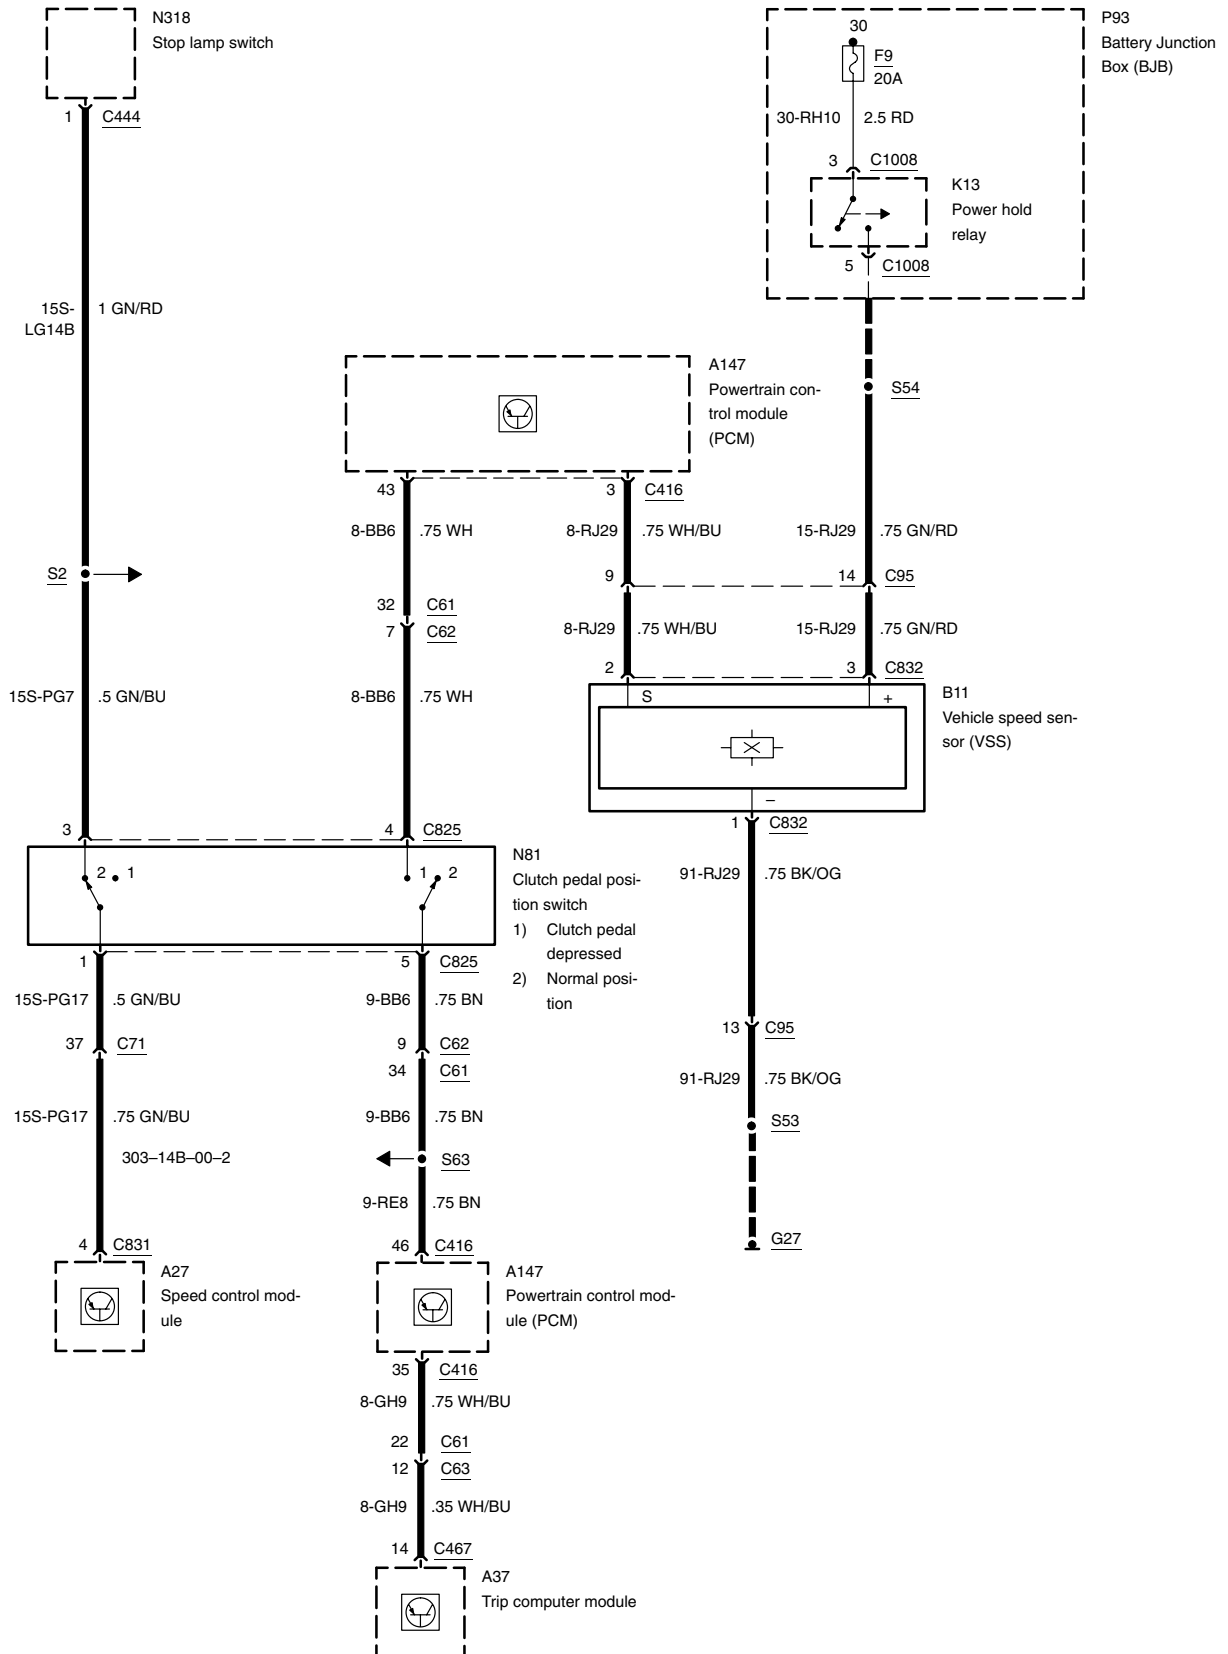 N318
Stop lamp switch
1 C444
15S-
LG14B
1 GN/RD
S2
15S-PG7 .5 GN/BU
P93
Battery Junction
Box (BJB)
30
F9
20A
30-RH10 2.5 RD
3 C1008
K13
Power hold
relay
5 C1008
S54
A147
Powertrain con-
trol module
(PCM)
43 3 C416
8-BB6 .75 WH
8-RJ29 .75 WH/BU
15-RJ29 .75 GN/RD
9 14 C95
32 C61
7 C62
8-RJ29 .75 WH/BU
15-RJ29 .75 GN/RD
2 3 C832
8-BB6 .75 WH
S +
–
B11
Vehicle speed sen-
sor (VSS)
1 C832
3 4 C825
2 1
1 2
N81
Clutch pedal posi-
tion switch
1) Clutch pedal
depressed
2) Normal posi-
tion
91-RJ29 .75 BK/OG
1 5 C825
15S-PG17 .5 GN/BU
9-BB6 .75 BN
37 C71
9 C62
34 C61
13 C95
91-RJ29 .75 BK/OG
15S-PG17 .75 GN/BU
9-BB6 .75 BN
S53
303–14B–00–2
S63
9-RE8 .75 BN
4 C831
46 C416
G27
A27
Speed control mod-
ule
A147
Powertrain control mod-
ule (PCM)
35 C416
8-GH9 .75 WH/BU
22 C61
12 C63
8-GH9 .35 WH/BU
14 C467
A37
Trip computer module